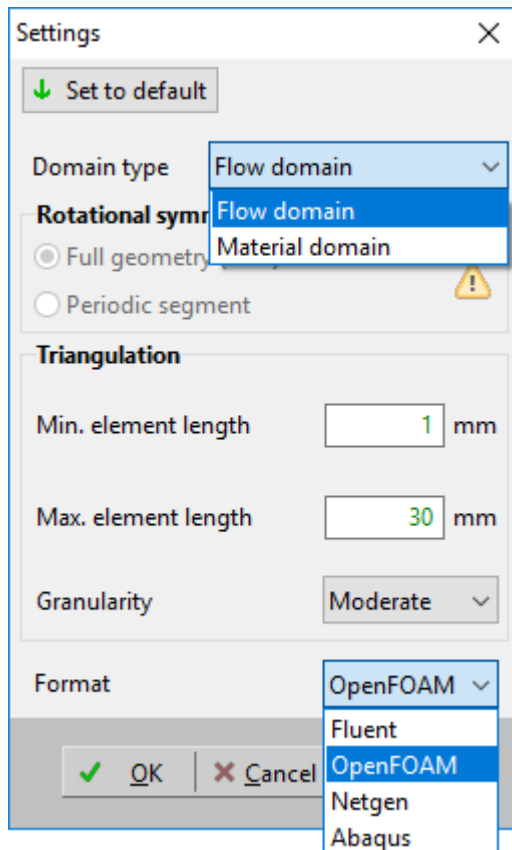 Settings
Set to default
Domain type Flow domain
Flow domain
Material domain
Rotational sym
Full geometry
Periodic segment
Triangulation
Min. element length 1 mm
Max. element length 30 mm
Granularity Moderate
Format OpenFOAM
Fluent
OpenFOAM
Netgen
Abaqus
OK Cancel